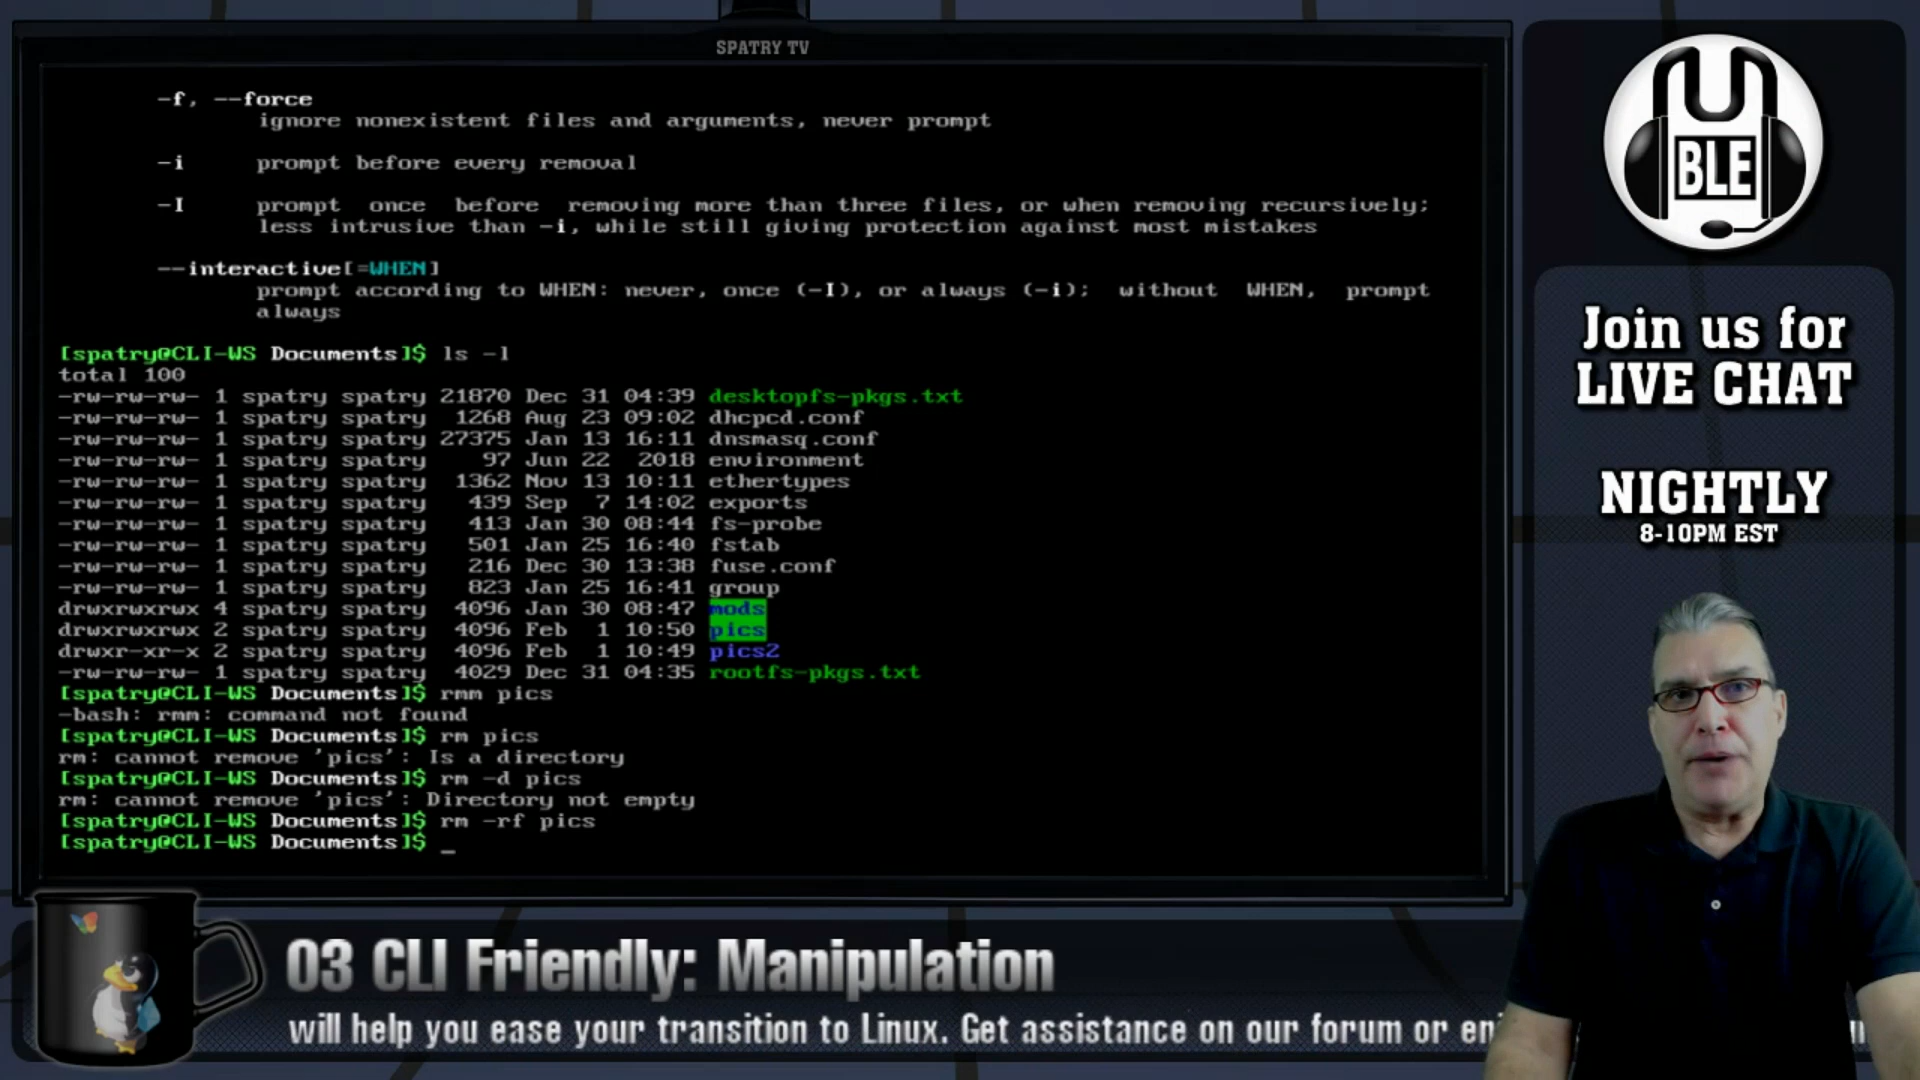 SPATRY TV
-f, --force
ignore nonexistent files and arguments, never prompt
-i prompt before every removal
-I prompt once before removing more than three files, or when removing recursively;
less intrusive than -i, while still giving protection against most mistakes
--interactive[=WHEN]
prompt according to WHEN: never, once (-I), or always (-i); without WHEN, prompt
always
[spatry@CLI-WS Documents]$ ls -l
total 100
-rw-rw-rw- 1 spatry spatry 21870 Dec 31 04:39 desktopfs-pkgs.txt
-rw-rw-rw- 1 spatry spatry 1268 Aug 23 09:02 dhcpcd.conf
-rw-rw-rw- 1 spatry spatry 27375 Jan 13 16:11 dnsmasq.conf
-rw-rw-rw- 1 spatry spatry 97 Jun 22 2018 environment
-rw-rw-rw- 1 spatry spatry 1362 Nov 13 10:11 ethertypes
-rw-rw-rw- 1 spatry spatry 439 Sep 7 14:02 exports
-rw-rw-rw- 1 spatry spatry 413 Jan 30 08:44 fs-probe
-rw-rw-rw- 1 spatry spatry 501 Jan 25 16:40 fstab
-rw-rw-rw- 1 spatry spatry 216 Dec 30 13:38 fuse.conf
-rw-rw-rw- 1 spatry spatry 823 Jan 25 16:41 group
drwxrwxrwx 4 spatry spatry 4096 Jan 30 08:47 mods
drwxrwxrwx 2 spatry spatry 4096 Feb 1 10:50 pics
drwxr-xr-x 2 spatry spatry 4096 Feb 1 10:49 pics2
-rw-rw-rw- 1 spatry spatry 4029 Dec 31 04:35 rootfs-pkgs.txt
[spatry@CLI-WS Documents]$ rmm pics
-bash: rmm: command not found
[spatry@CLI-WS Documents]$ rm pics
rm: cannot remove 'pics': Is a directory
[spatry@CLI-WS Documents]$ rm -d pics
rm: cannot remove 'pics': Directory not empty
[spatry@CLI-WS Documents]$ rm -rf pics
[spatry@CLI-WS Documents]$ _
BLE
Join us for
LIVE CHAT
NIGHTLY
8-10PM EST
03 CLI Friendly: Manipulation
will help you ease your transition to Linux. Get assistance on our forum or